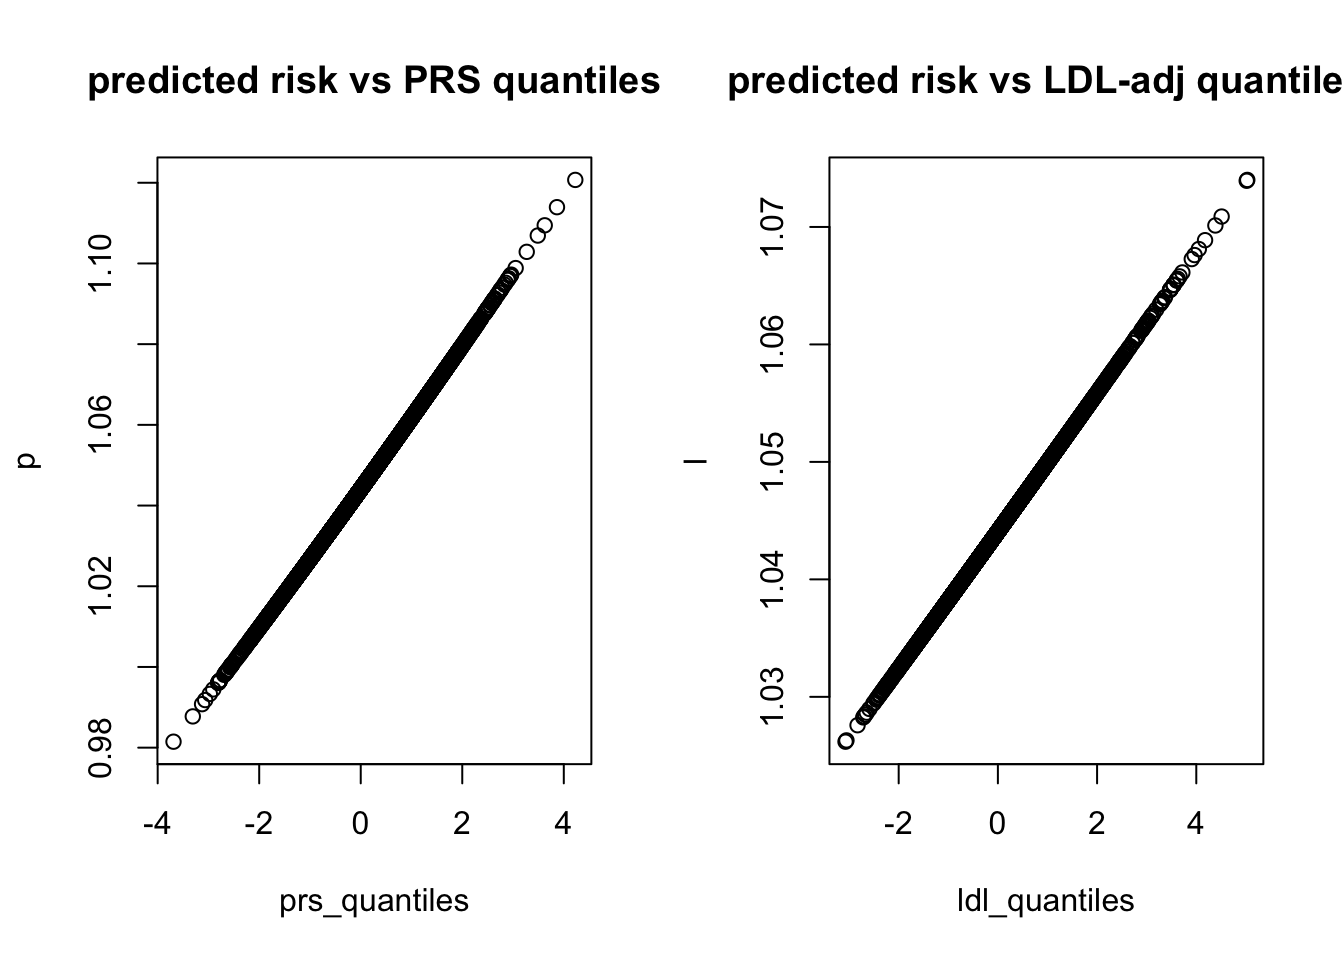 predicted risk vs PRS quantiles
p
1.10
1.06
1.02
0.98
-4 -2 0 2 4
prs_quantiles
predicted risk vs LDL-adj quantile
l
1.07
1.06
1.05
1.04
1.03
-2 0 2 4
ldl_quantiles